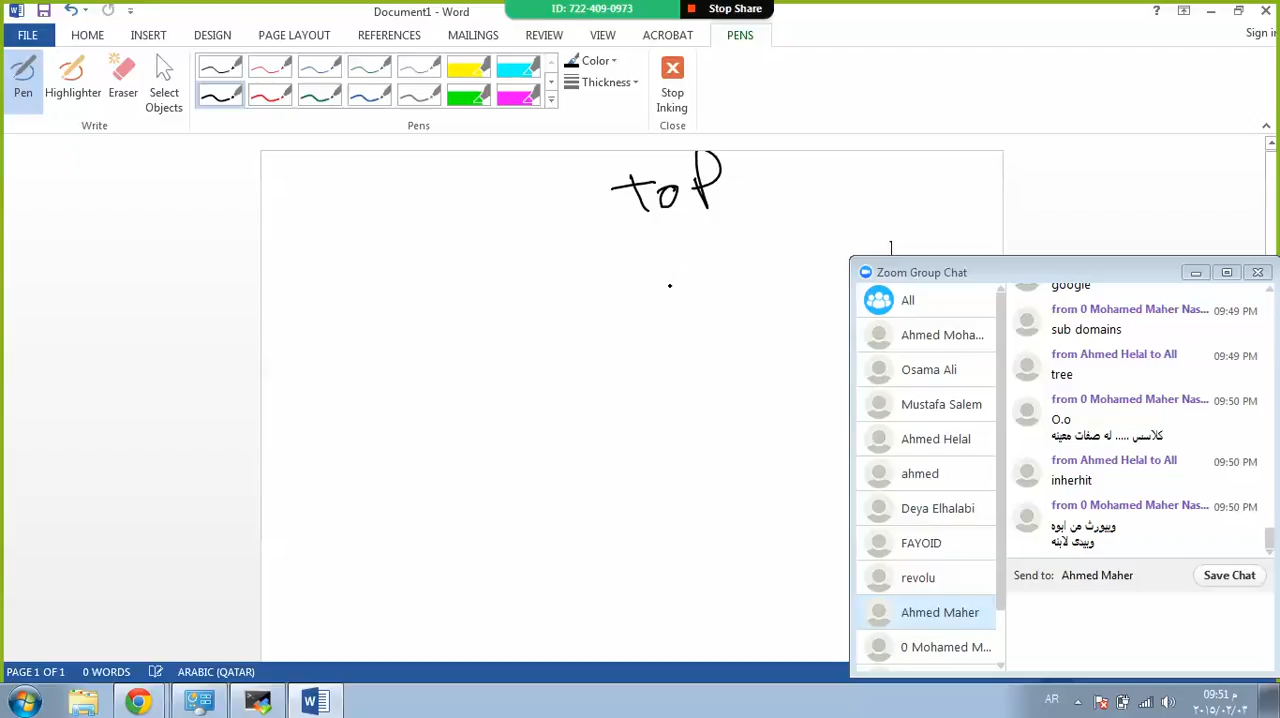 Document1 - Word
ID: 722-409-0973
Stop Share
?
Sign in
FILE
HOME
INSERT
DESIGN
PAGE LAYOUT
REFERENCES
MAILINGS
REVIEW
VIEW
ACROBAT
PENS
Pen
Highlighter
Eraser
Select
Objects
Color
Thickness
Stop
Inking
Write
Pens
Close
toP
Zoom Group Chat
All
Ahmed Moha...
Osama Ali
Mustafa Salem
Ahmed Helal
ahmed
Deya Elhalabi
FAYOID
revolu
Ahmed Maher
0 Mohamed M...
google
from 0 Mohamed Maher Nas... 09:49 PM
sub domains
from Ahmed Helal to All 09:49 PM
tree
from 0 Mohamed Maher Nas... 09:50 PM
O.o
كلاسس ..... له صفات معينه
from Ahmed Helal to All 09:50 PM
inherhit
from 0 Mohamed Maher Nas... 09:50 PM
وبيورث من ابوه
وبيدى لابنه
Send to: Ahmed Maher
Save Chat
PAGE 1 OF 1
0 WORDS
ARABIC (QATAR)
AR
09:51 م
٢٠١٥/٠٢/٠٣